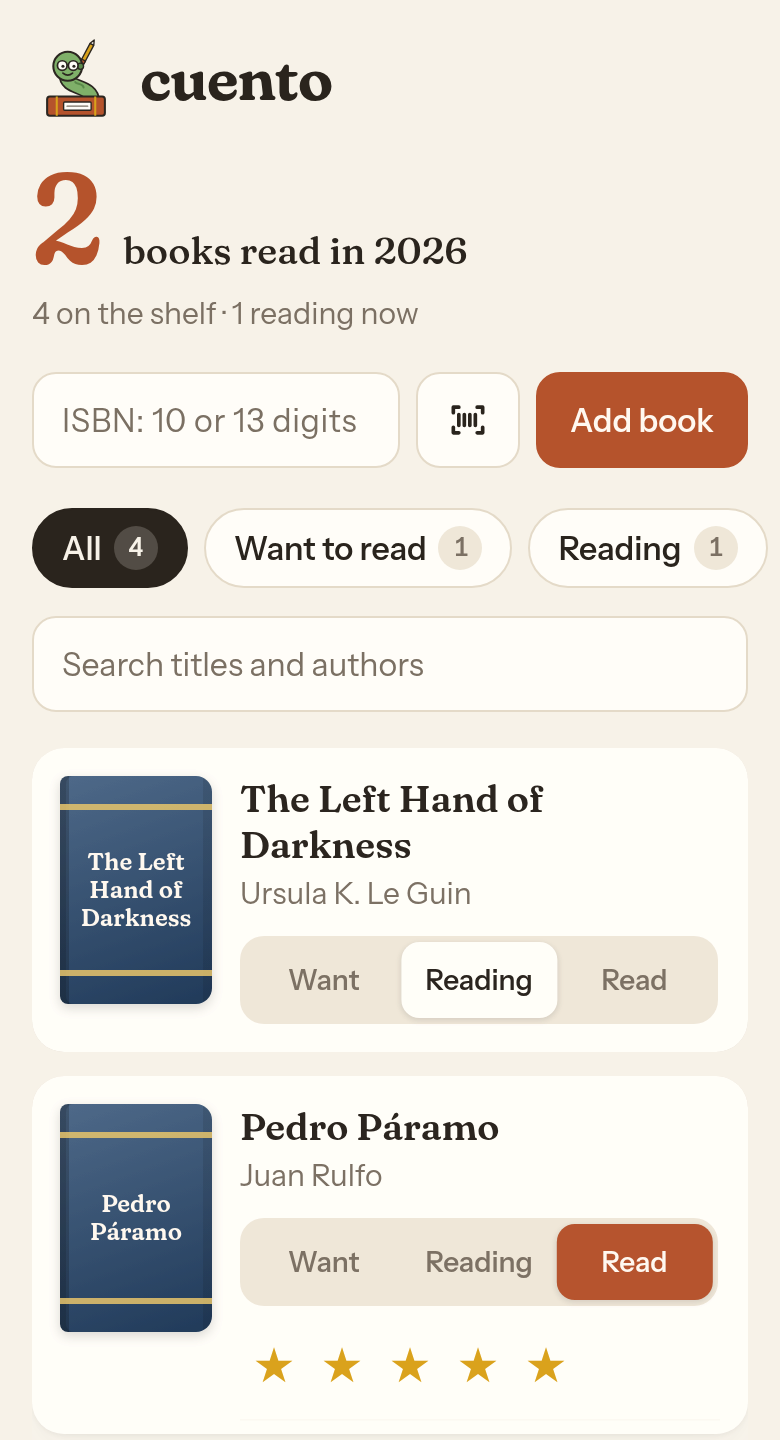 cuento
2 books read in 2026
4 on the shelf · 1 reading now
ISBN: 10 or 13 digits
Add book
All 4
Want to read 1
Reading 1
Search titles and authors
The Left
Hand of
Darkness
The Left Hand of
Darkness
Ursula K. Le Guin
Want Reading Read
Pedro
Páramo
Pedro Páramo
Juan Rulfo
Want Reading Read
★ ★ ★ ★ ★